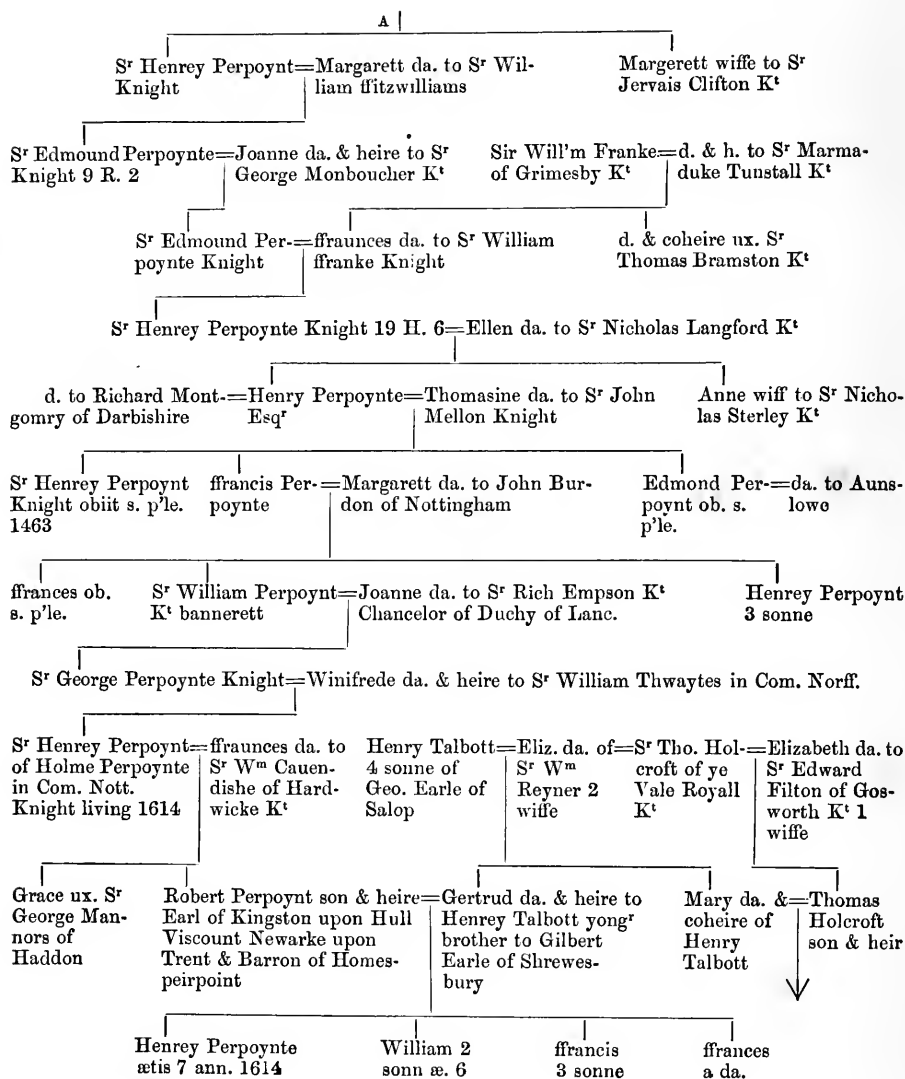 A
Sʳ Henrey Perpoynt=Margarett da. to Sʳ Wil-
Knight liam ffitzwilliams
Margerett wiffe to Sʳ
Jervais Clifton Kᵗ
Sʳ Edmound Perpoynte=Joanne da. & heire to Sʳ
Knight 9 R. 2 George Monboucher Kᵗ
Sir Will'm Franke=d. & h. to Sʳ Marma-
of Grimesby Kᵗ duke Tunstall Kᵗ
Sʳ Edmound Per-=ffraunces da. to Sʳ William
poynte Knight ffranke Knight
d. & coheire ux. Sʳ
Thomas Bramston Kᵗ
Sʳ Henrey Perpoynte Knight 19 H. 6=Ellen da. to Sʳ Nicholas Langford Kᵗ
d. to Richard Mont-=Henry Perpoynte=Thomasine da. to Sʳ John
gomry of Darbishire Esqʳ Mellon Knight
Anne wiff to Sʳ Nicho-
las Sterley Kᵗ
Sʳ Henrey Perpoynt
Knight obiit s. p'le.
1463
ffrancis Per-=Margarett da. to John Bur-
poynte don of Nottingham
Edmond Per-=da. to Auns-
poynt ob. s. lowe
p'le.
ffrances ob.
s. p'le.
Sʳ William Perpoynt=Joanne da. to Sʳ Rich Empson Kᵗ
Kᵗ bannerett Chancelor of Duchy of Lanc.
Henrey Perpoynt
3 sonne
Sʳ George Perpoynte Knight=Winifrede da. & heire to Sʳ William Thwaytes in Com. Norff.
Sʳ Henrey Perpoynt=ffraunces da. to
of Holme Perpoynte Sʳ Wᵐ Cauen-
in Com. Nott. dishe of Hard-
Knight living 1614 wicke Kᵗ
Henry Talbott=Eliz. da. of=Sʳ Tho. Hol-=Elizabeth da. to
4 sonne of Sʳ Wᵐ croft of ye Sʳ Edward
Geo. Earle of Reyner 2 Vale Royall Filton of Gos-
Salop wiffe Kᵗ worth Kᵗ 1
wiffe
Grace ux. Sʳ
George Man-
nors of
Haddon
Robert Perpoynt son & heire=Gertrud da. & heire to
Earl of Kingston upon Hull Henry Talbott yongʳ
Viscount Newarke upon brother to Gilbert
Trent & Barron of Homes- Earle of Shrewes-
peirpoint bury
Mary da. &=Thomas
coheire of Holcroft
Henry son & heir
Talbott
Henrey Perpoynte
ætis 7 ann. 1614
William 2
sonn æ. 6
ffrancis
3 sonne
ffrances
a da.